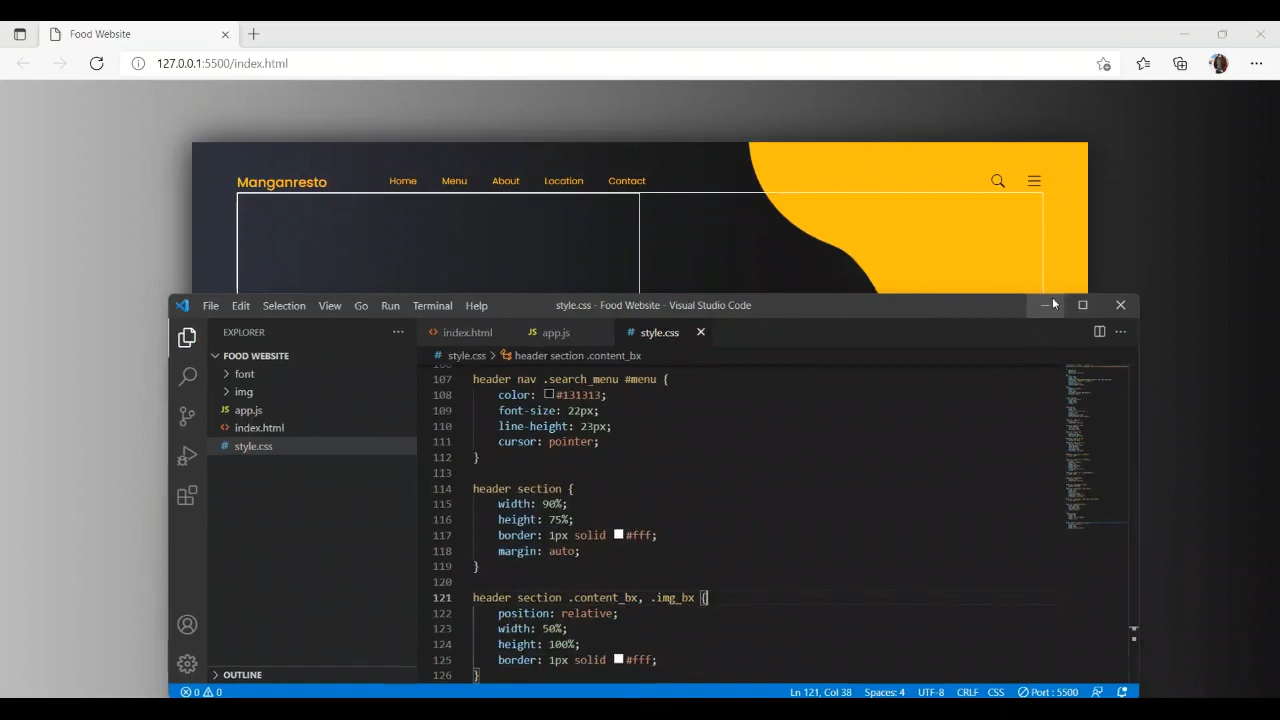 Food Website
127.0.0.1:5500/index.html
Manganresto Home Menu About Location Contact
File Edit Selection View Go Run Terminal Help style.css - Food Website - Visual Studio Code
EXPLORER index.html JS app.js # style.css
FOOD WEBSITE # style.css > header section .content_bx
font
img
JS app.js
<> index.html
# style.css
107 header nav .search_menu #menu {
108 color: #131313;
109 font-size: 22px;
110 line-height: 23px;
111 cursor: pointer;
112 }
113
114 header section {
115 width: 90%;
116 height: 75%;
117 border: 1px solid #fff;
118 margin: auto;
119 }
120
121 header section .content_bx, .img_bx {
122 position: relative;
123 width: 50%;
124 height: 100%;
125 border: 1px solid #fff;
126 }
OUTLINE
0 0 Ln 121, Col 38 Spaces: 4 UTF-8 CRLF CSS Port : 5500